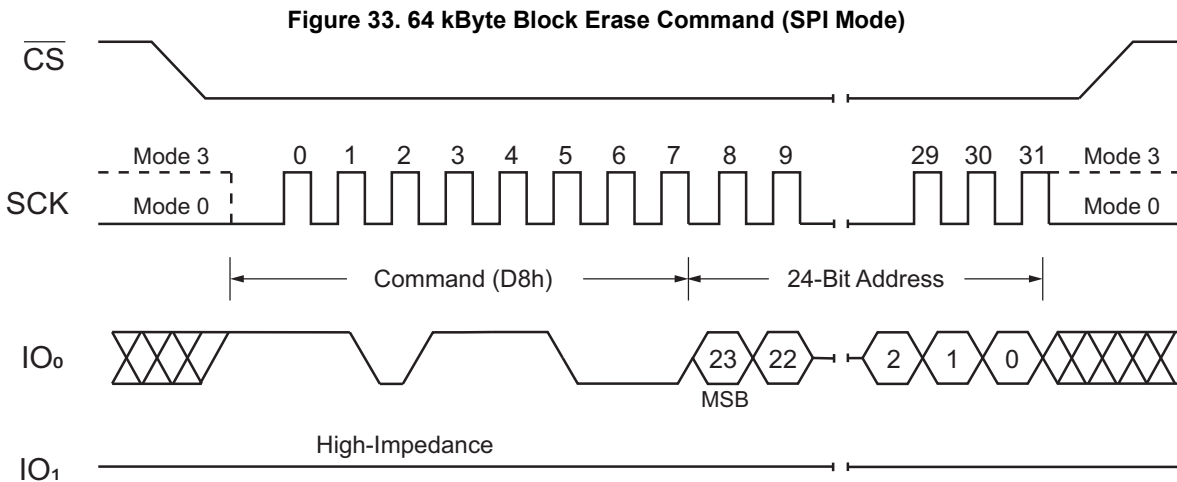 Figure 33. 64 kByte Block Erase Command (SPI Mode)
CS
Mode 3 0 1 2 3 4 5 6 7 8 9 29 30 31 Mode 3
SCK
Mode 0 Mode 0
Command (D8h) 24-Bit Address
IO₀ 23 22 2 1 0
MSB
High-Impedance
IO₁